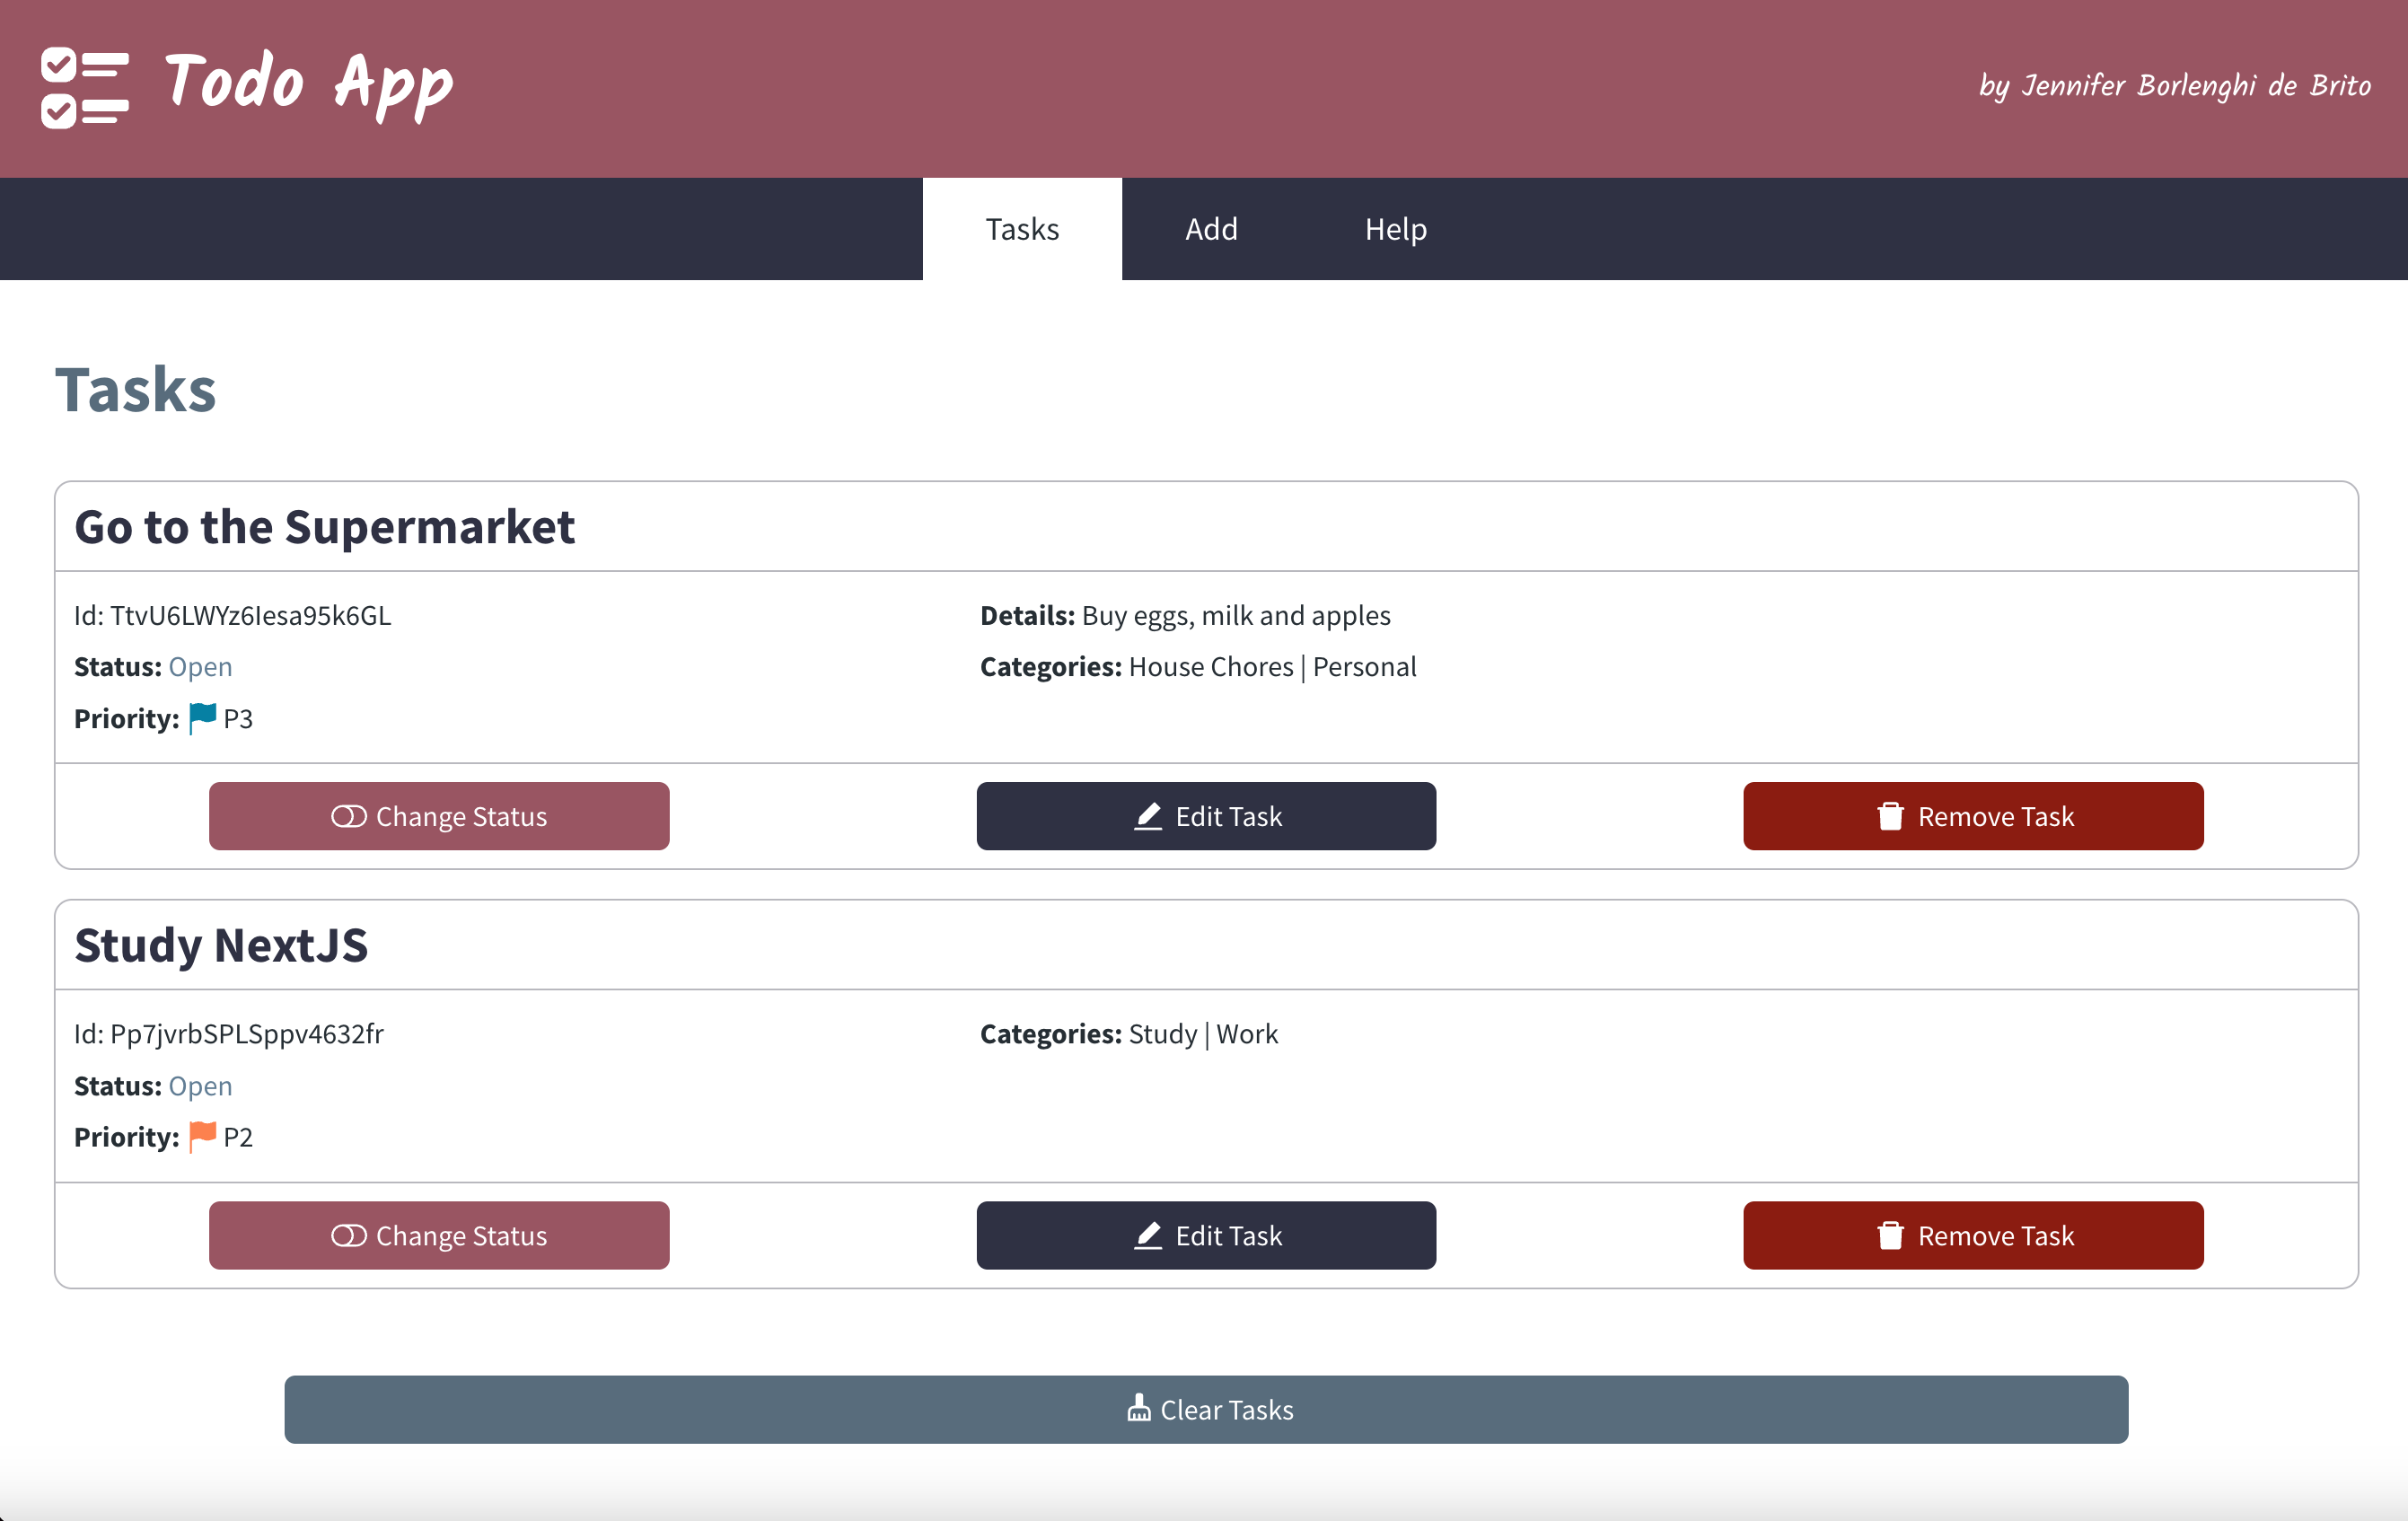 Todo App
by Jennifer Borlenghi de Brito
Tasks Add Help
Tasks
Go to the Supermarket
Id: TtvU6LWYz6Iesa95k6GL
Status: Open
Priority: P3
Details: Buy eggs, milk and apples
Categories: House Chores | Personal
Change Status Edit Task Remove Task
Study NextJS
Id: Pp7jvrbSPLSppv4632fr
Status: Open
Priority: P2
Categories: Study | Work
Change Status Edit Task Remove Task
Clear Tasks